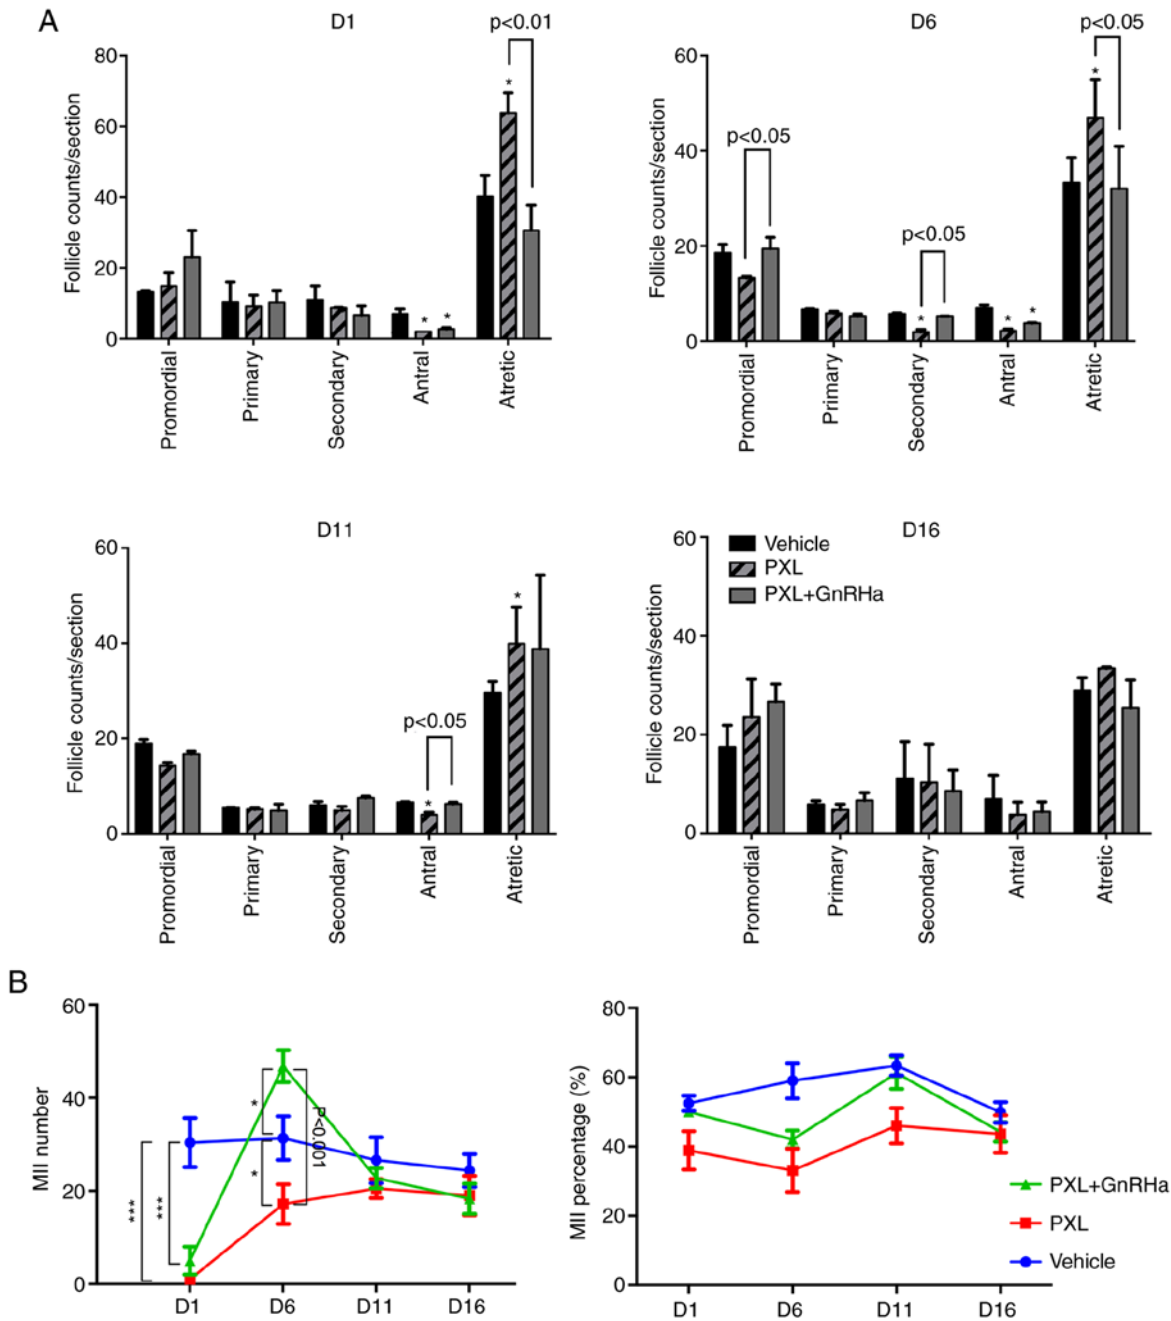 A
D1
p<0.01
Follicle counts/section
80
60
40
20
0
*
*
*
Promordial
Primary
Secondary
Antral
Atretic
D6
p<0.05
p<0.05
p<0.05
Follicle counts/section
60
40
20
0
*
*
*
*
Promordial
Primary
Secondary
Antral
Atretic
D11
Follicle counts/section
60
40
20
0
p<0.05
*
*
Promordial
Primary
Secondary
Antral
Atretic
D16
Vehicle
PXL
PXL+GnRHa
Follicle counts/section
60
40
20
0
Promordial
Primary
Secondary
Antral
Atretic
B
MII number
60
40
20
0
***
***
*
*
P<0.001
D1 D6 D11 D16
MII percentage (%)
80
60
40
20
0
PXL+GnRHa
PXL
Vehicle
D1 D6 D11 D16